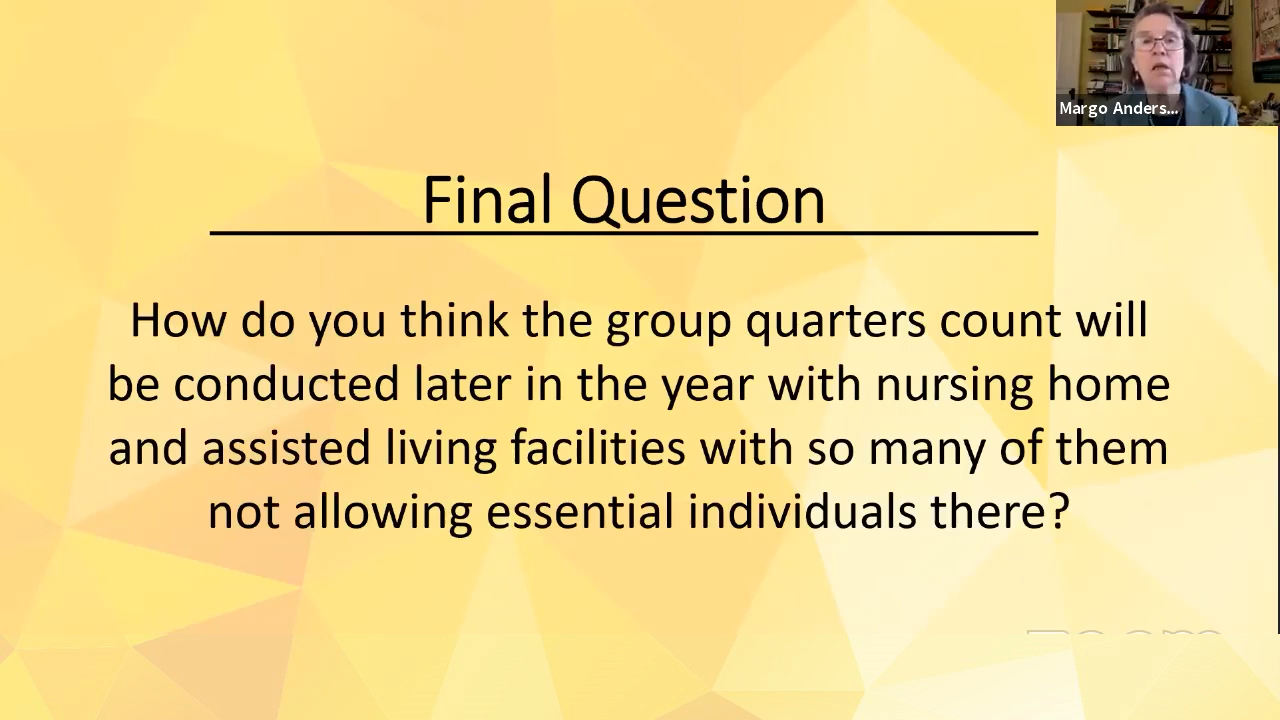 Margo Anders...
Final Question
How do you think the group quarters count will
be conducted later in the year with nursing home
and assisted living facilities with so many of them
not allowing essential individuals there?
zoom